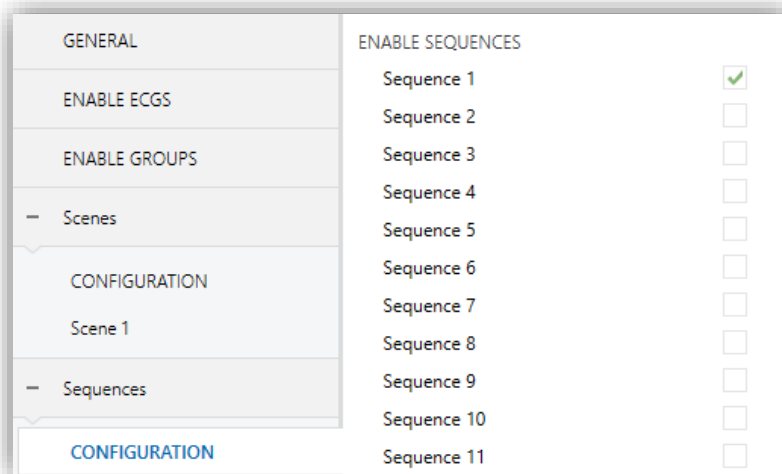 GENERAL
ENABLE ECGS
ENABLE GROUPS
Scenes
CONFIGURATION
Scene 1
Sequences
CONFIGURATION
ENABLE SEQUENCES
Sequence 1
Sequence 2
Sequence 3
Sequence 4
Sequence 5
Sequence 6
Sequence 7
Sequence 8
Sequence 9
Sequence 10
Sequence 11